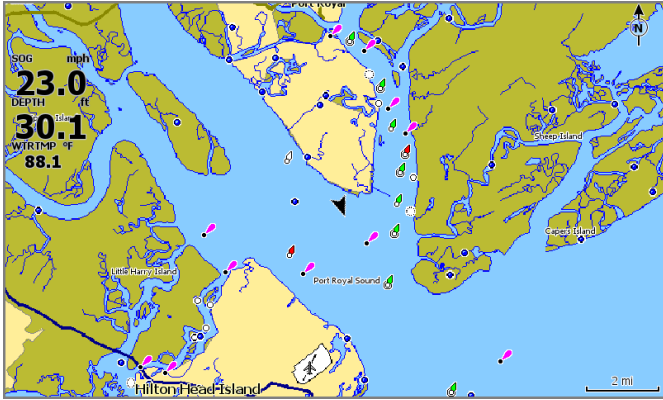 Port Royal
N
SOG mph
23.0
DEPTH ft
30.1
WTRTMP °F
88.1
Sheep Island
Capers Island
Little Harry Island
Port Royal Sound
Hilton Head Island
2 mi